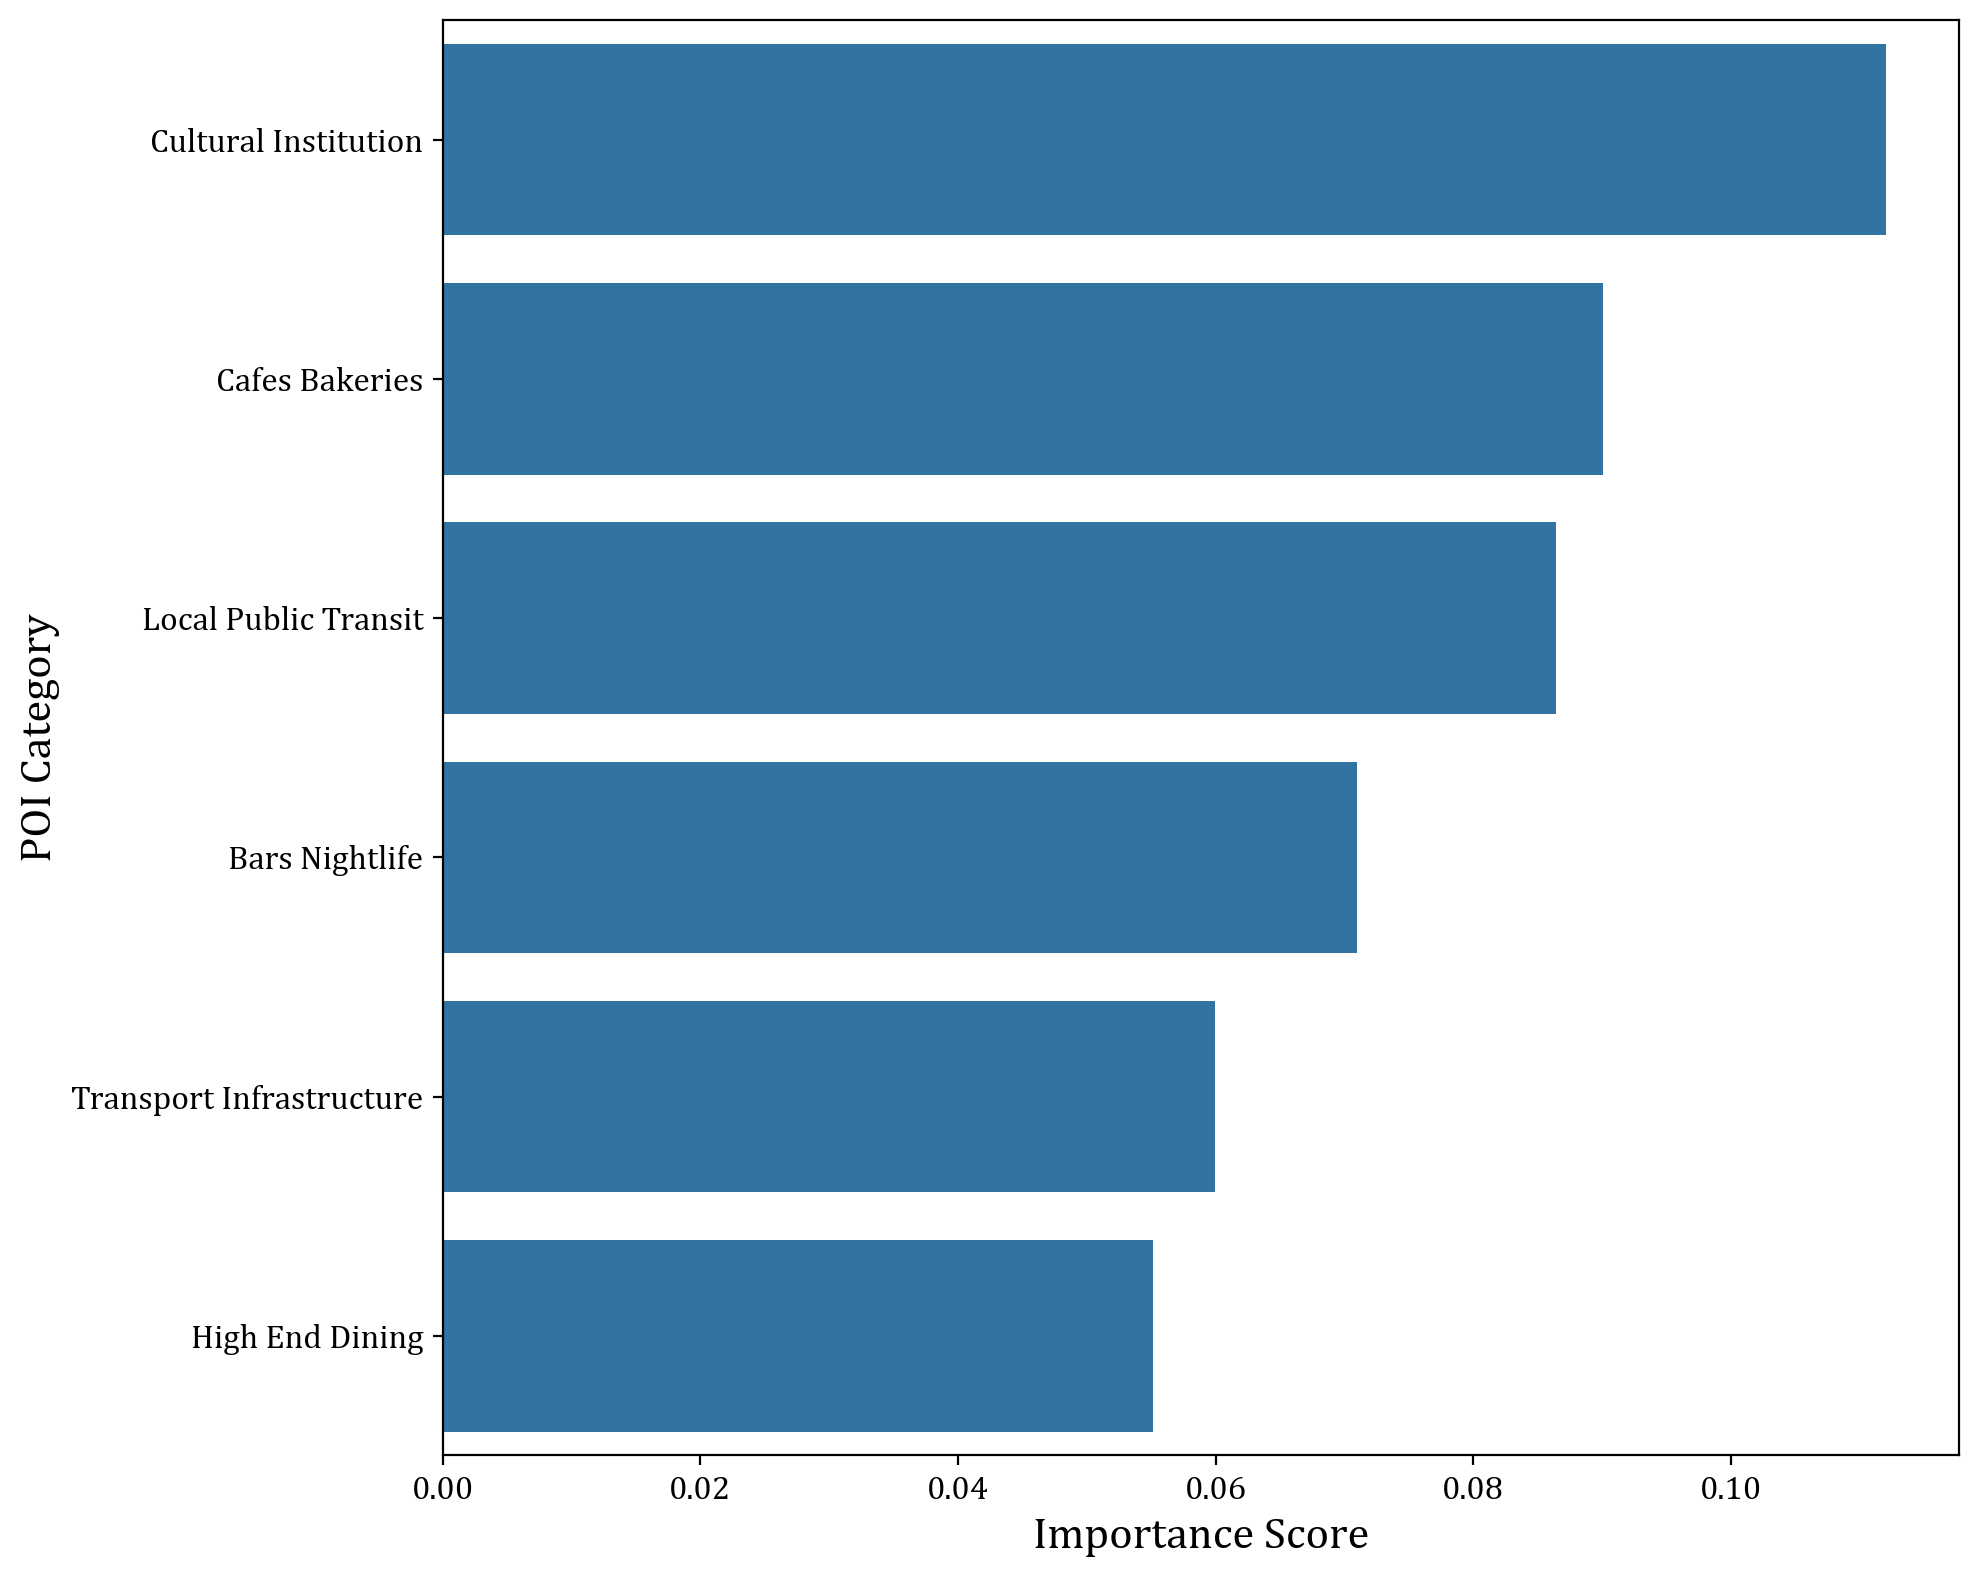 Cultural Institution
Cafes Bakeries
Local Public Transit
Bars Nightlife
Transport Infrastructure
High End Dining
POI Category
0.00 0.02 0.04 0.06 0.08 0.10
Importance Score